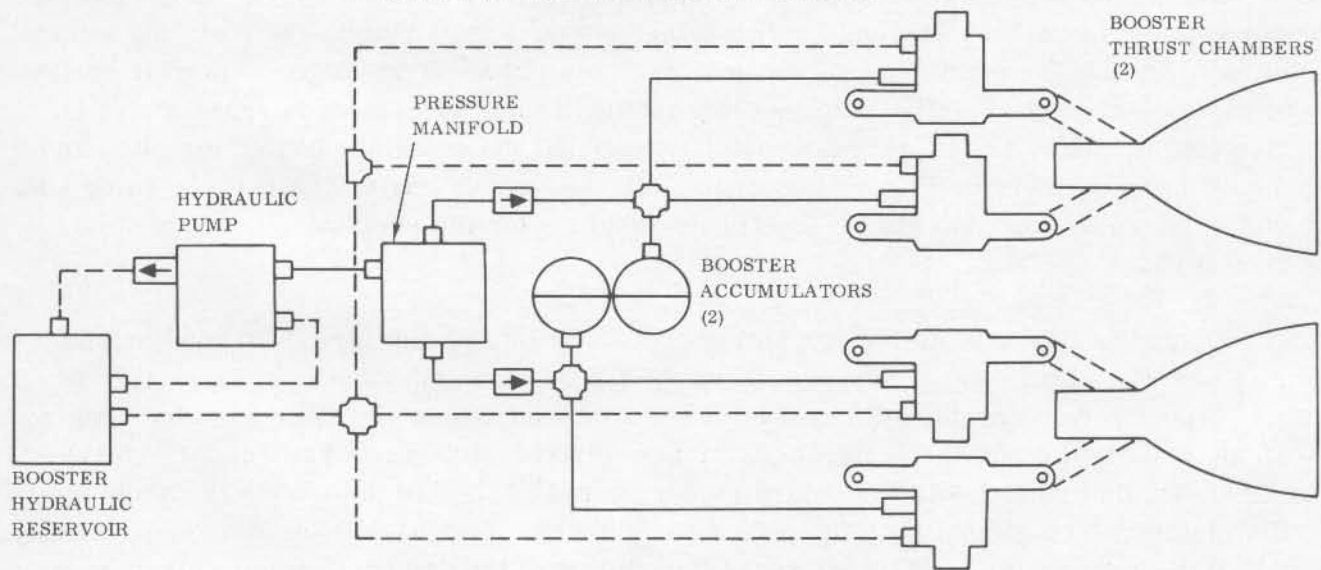 BOOSTER
THRUST CHAMBERS
(2)
PRESSURE
MANIFOLD
HYDRAULIC
PUMP
BOOSTER
ACCUMULATORS
(2)
BOOSTER
HYDRAULIC
RESERVOIR